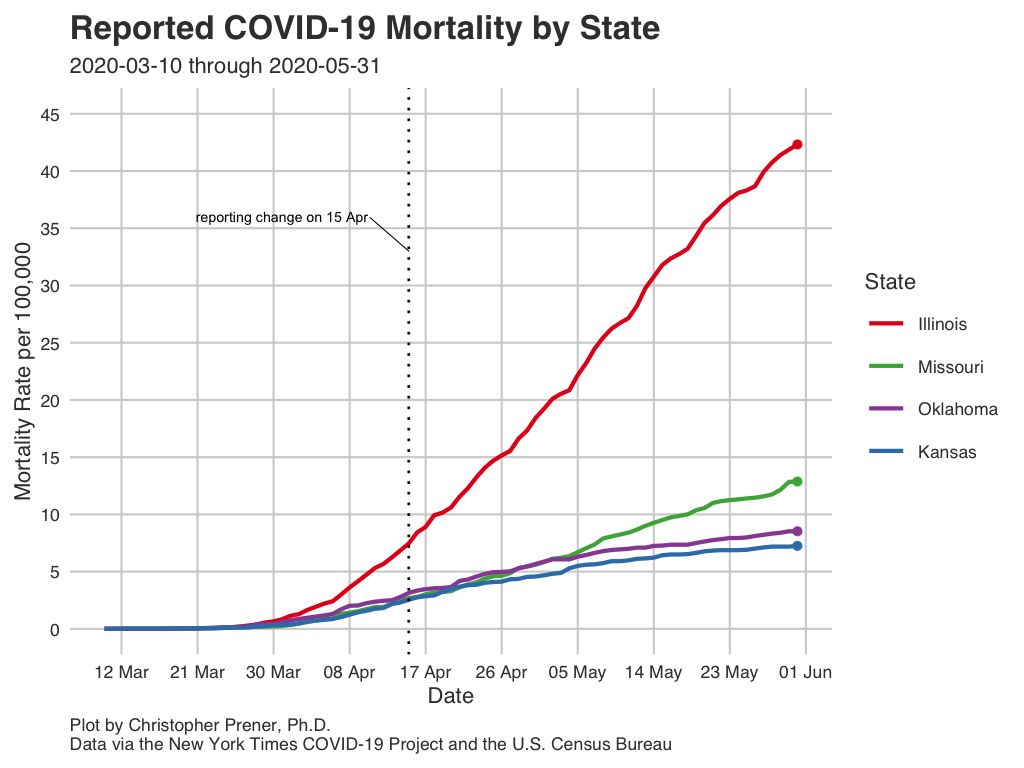 Reported COVID-19 Mortality by State
2020-03-10 through 2020-05-31
Mortality Rate per 100,000
45
40
35
30
25
20
15
10
5
0
reporting change on 15 Apr
12 Mar
21 Mar
30 Mar
08 Apr
17 Apr
26 Apr
05 May
14 May
23 May
01 Jun
Date
State
Illinois
Missouri
Oklahoma
Kansas
Plot by Christopher Prener, Ph.D.
Data via the New York Times COVID-19 Project and the U.S. Census Bureau